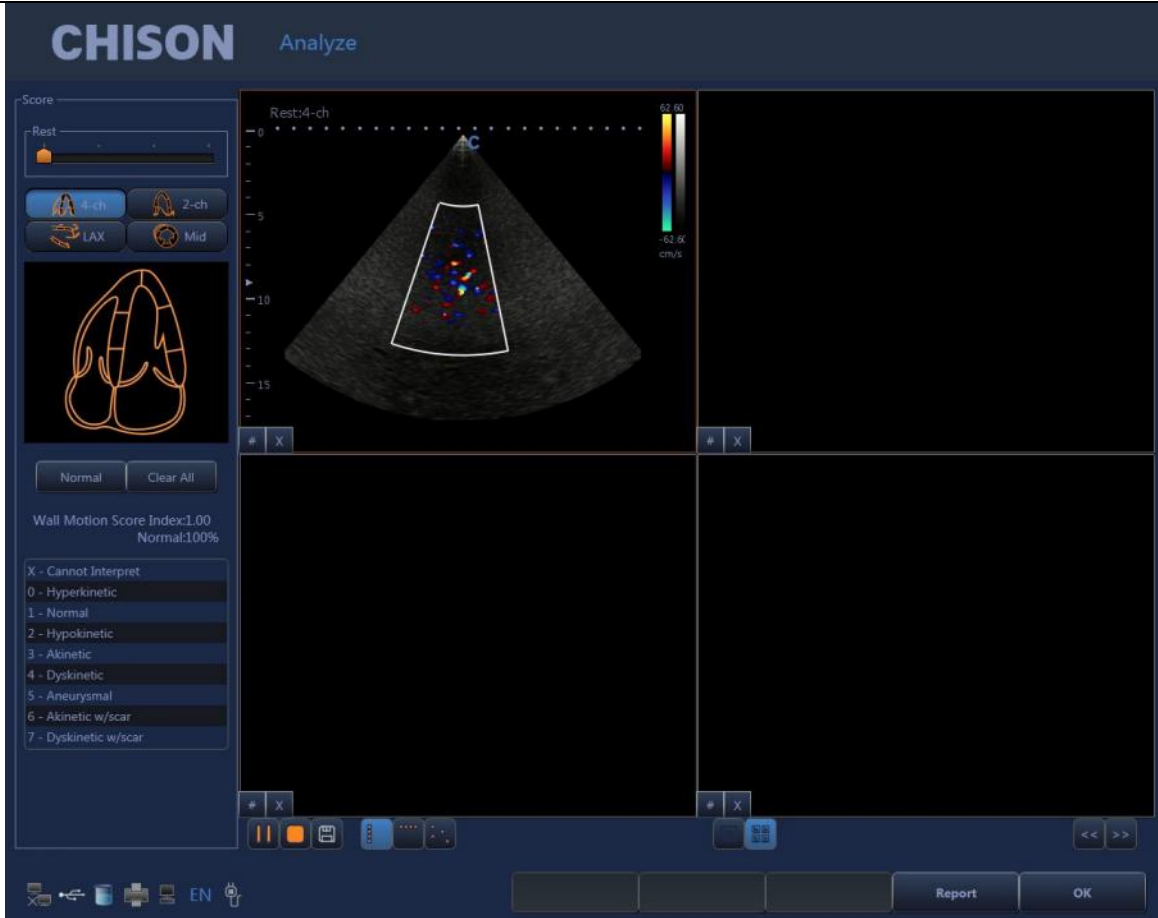 CHISON Analyze
Score
Rest
4-ch 2-ch
LAX Mid
Normal Clear All
Wall Motion Score Index:1.00
Normal:100%
X - Cannot Interpret
0 - Hyperkinetic
1 - Normal
2 - Hypokinetic
3 - Akinetic
4 - Dyskinetic
5 - Aneurysmal
6 - Akinetic w/scar
7 - Dyskinetic w/scar
Rest:4-ch
62.60
0
C
5
-62.6
cm/s
10
15
# X
# X
# X
# X
<< >>
EN
Report OK